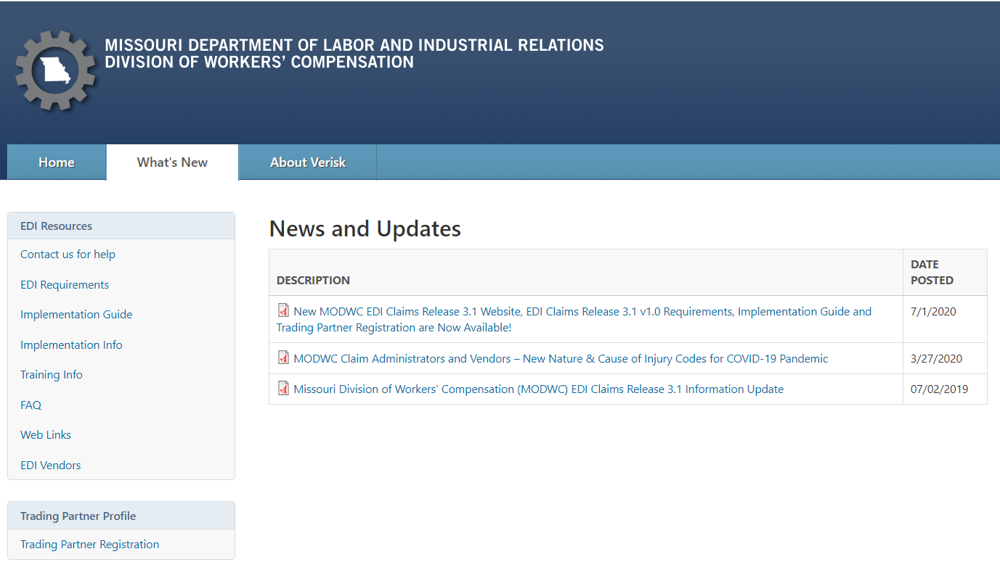 MISSOURI DEPARTMENT OF LABOR AND INDUSTRIAL RELATIONS
DIVISION OF WORKERS' COMPENSATION
Home
What's New
About Verisk
EDI Resources
Contact us for help
EDI Requirements
Implementation Guide
Implementation Info
Training Info
FAQ
Web Links
EDI Vendors
Trading Partner Profile
Trading Partner Registration
News and Updates
DESCRIPTION
DATE
POSTED
New MODWC EDI Claims Release 3.1 Website, EDI Claims Release 3.1 v1.0 Requirements, Implementation Guide and
Trading Partner Registration are Now Available!
7/1/2020
MODWC Claim Administrators and Vendors – New Nature & Cause of Injury Codes for COVID-19 Pandemic
3/27/2020
Missouri Division of Workers' Compensation (MODWC) EDI Claims Release 3.1 Information Update
07/02/2019